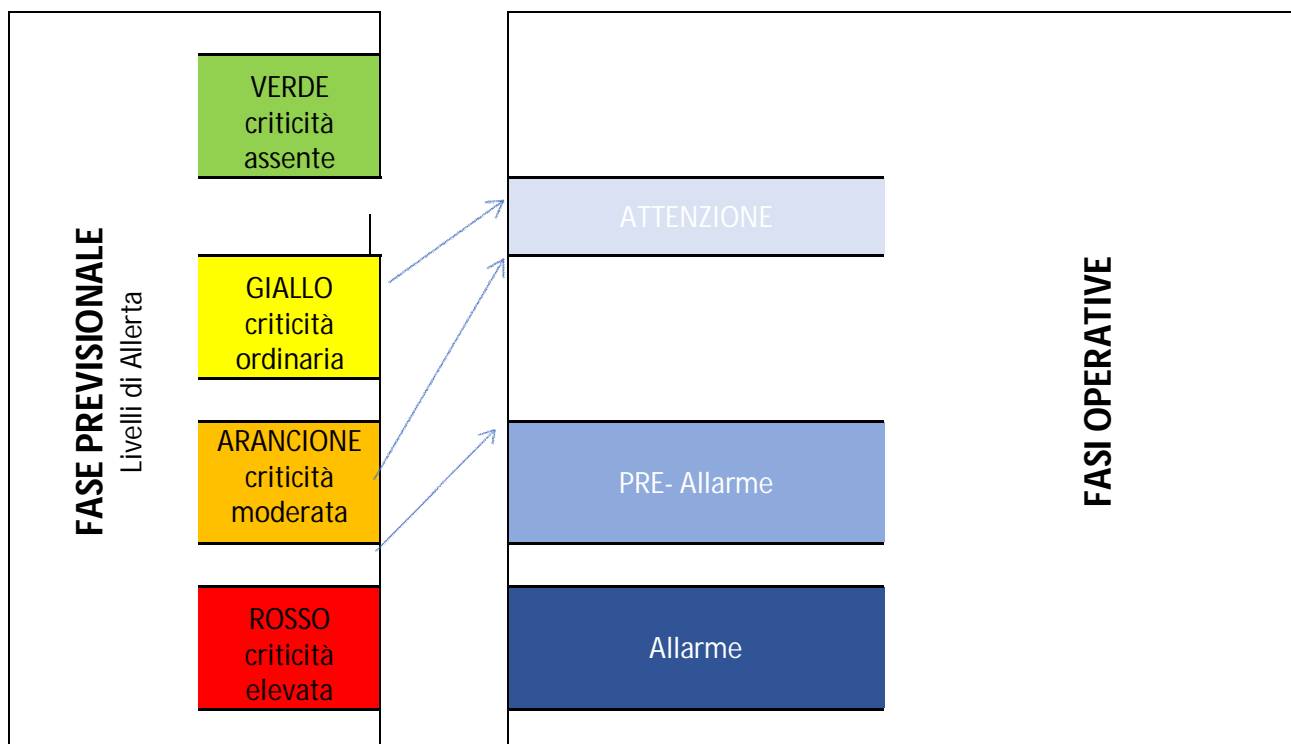 FASE PREVISIONALE
Livelli di Allerta
VERDE
criticità
assente
GIALLO
criticità
ordinaria
ARANCIONE
criticità
moderata
ROSSO
criticità
elevata
ATTENZIONE
PRE- Allarme
Allarme
FASI OPERATIVE